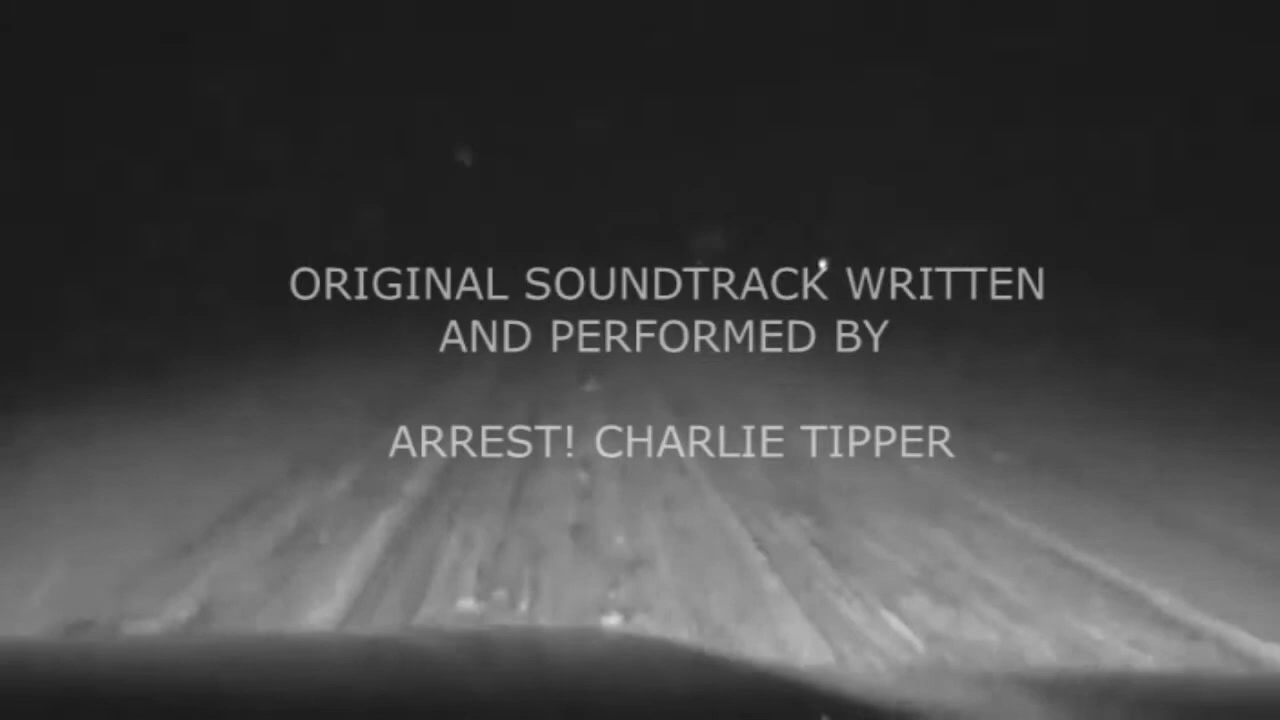 ORIGINAL SOUNDTRACK WRITTEN
AND PERFORMED BY
ARREST! CHARLIE TIPPER